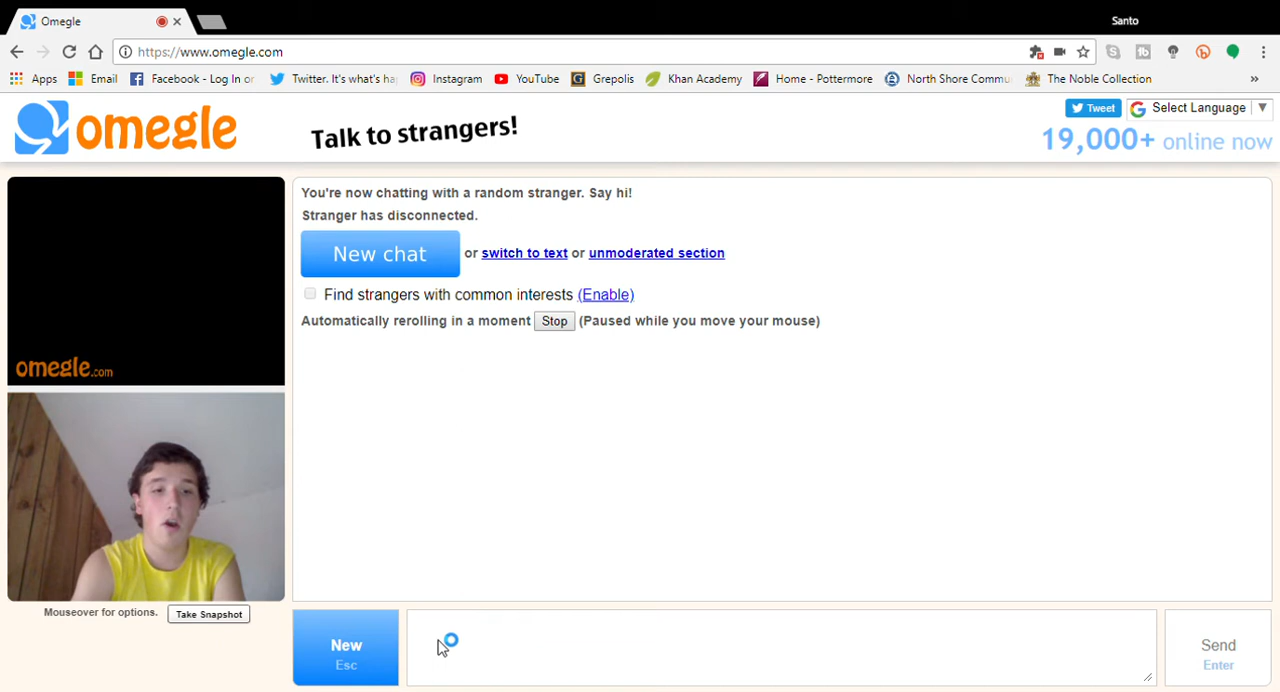 Omegle
Santo
https://www.omegle.com
Apps Email Facebook - Log In or Twitter. It's what's ha Instagram YouTube Grepolis Khan Academy Home - Pottermore North Shore Commu The Noble Collection »
omegle Talk to strangers! Tweet Select Language
19,000+ online now
You're now chatting with a random stranger. Say hi!
Stranger has disconnected.
New chat or switch to text or unmoderated section
Find strangers with common interests (Enable)
Automatically rerolling in a moment Stop (Paused while you move your mouse)
omegle.com
Mouseover for options. Take Snapshot
New
Esc
Send
Enter